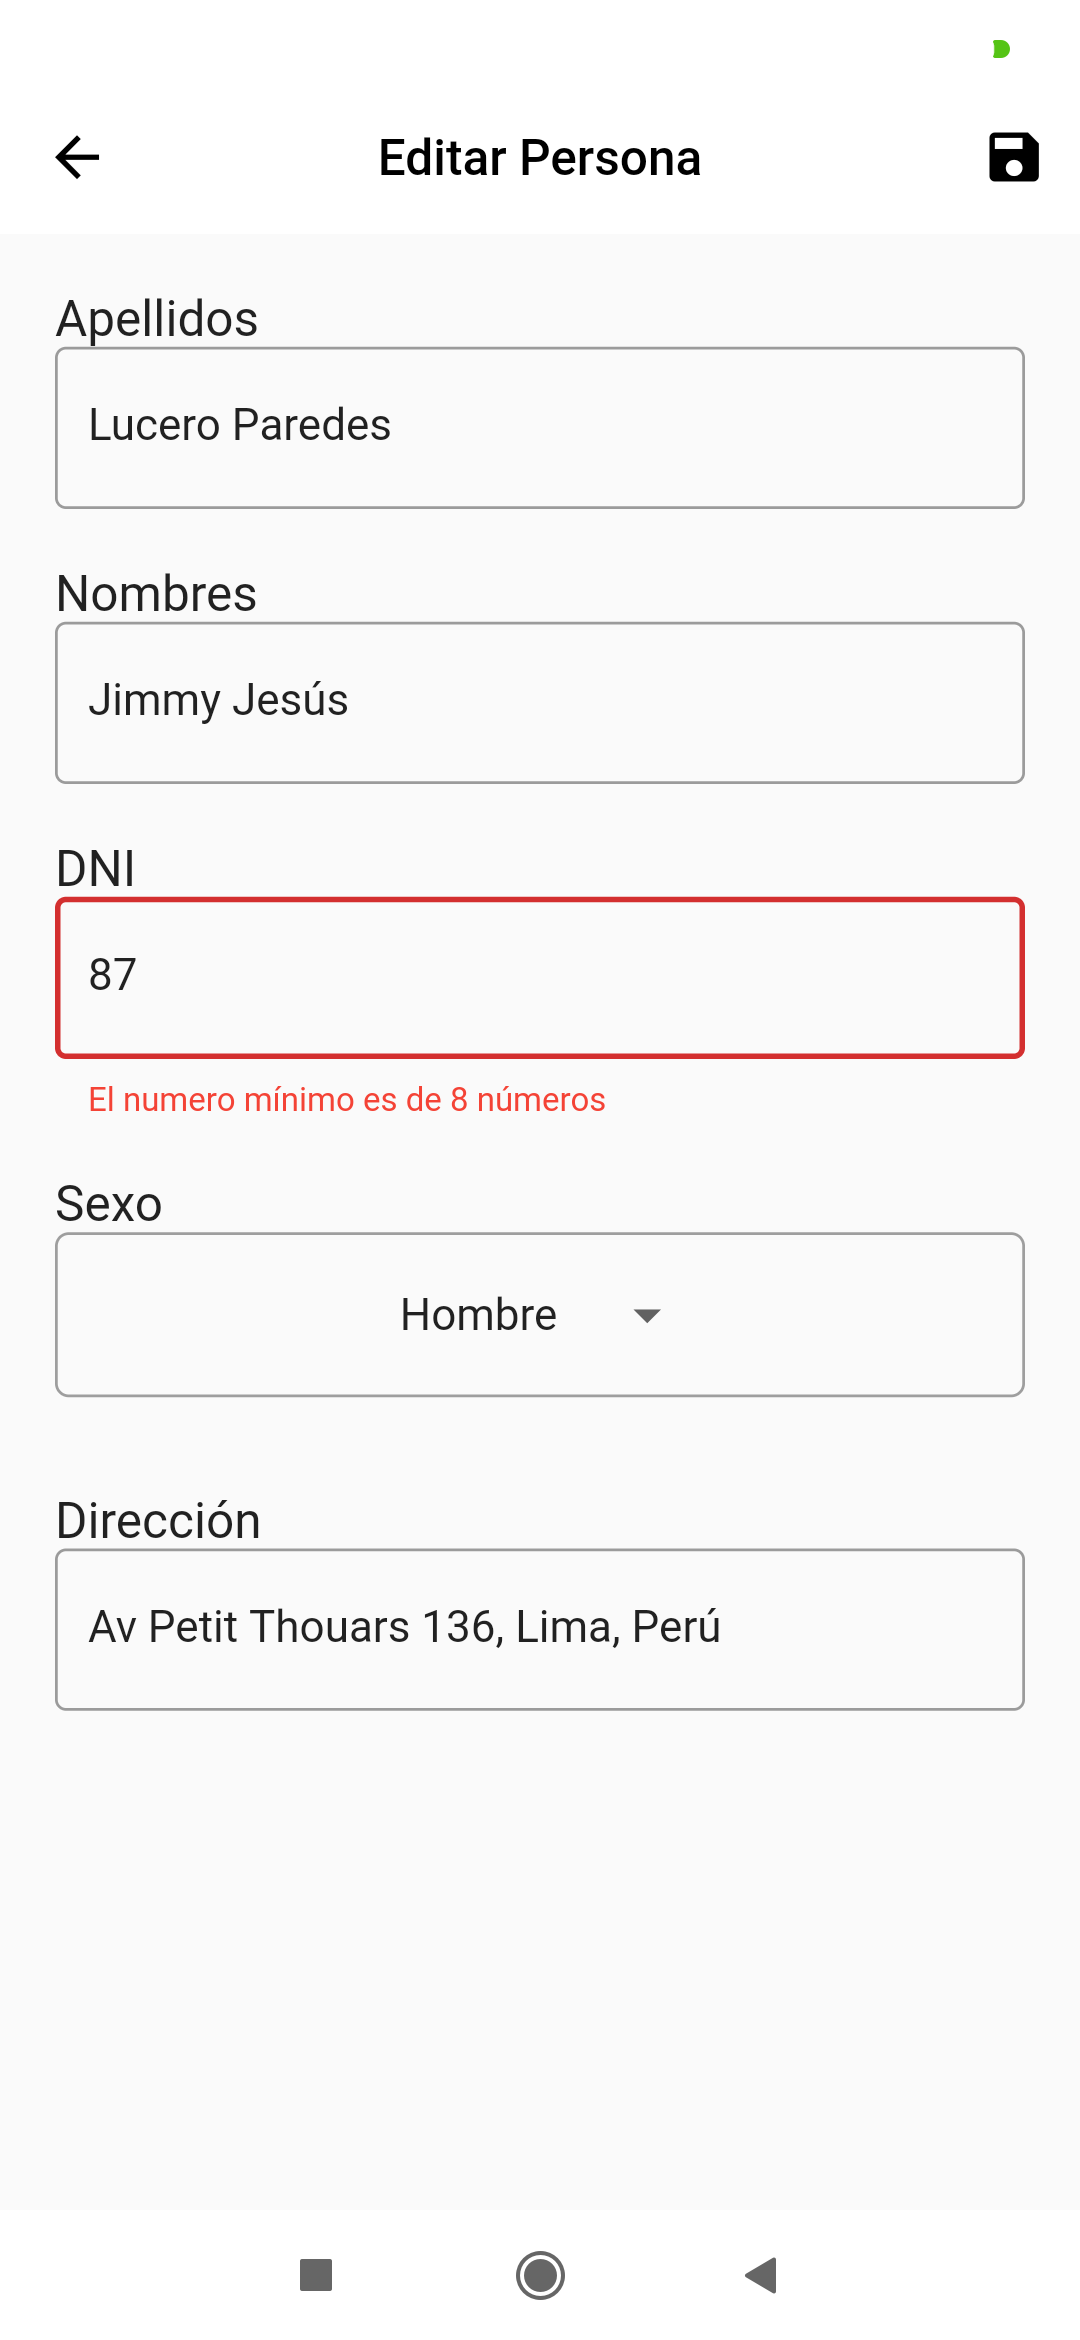 Editar Persona
Apellidos
Lucero Paredes
Nombres
Jimmy Jesús
DNI
87
El numero mínimo es de 8 números
Sexo
Hombre
Dirección
Av Petit Thouars 136, Lima, Perú